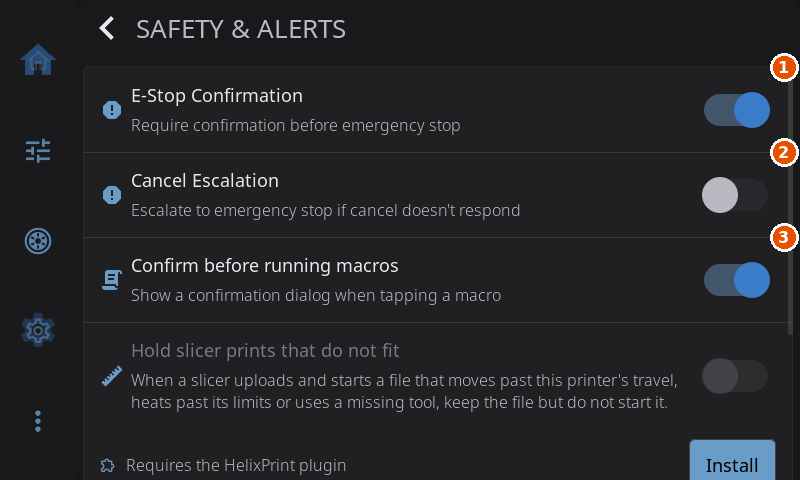 SAFETY & ALERTS
1
E-Stop Confirmation
Require confirmation before emergency stop
2
Cancel Escalation
Escalate to emergency stop if cancel doesn't respond
3
Confirm before running macros
Show a confirmation dialog when tapping a macro
Hold slicer prints that do not fit
When a slicer uploads and starts a file that moves past this printer's travel,
heats past its limits or uses a missing tool, keep the file but do not start it.
Requires the HelixPrint plugin
Install